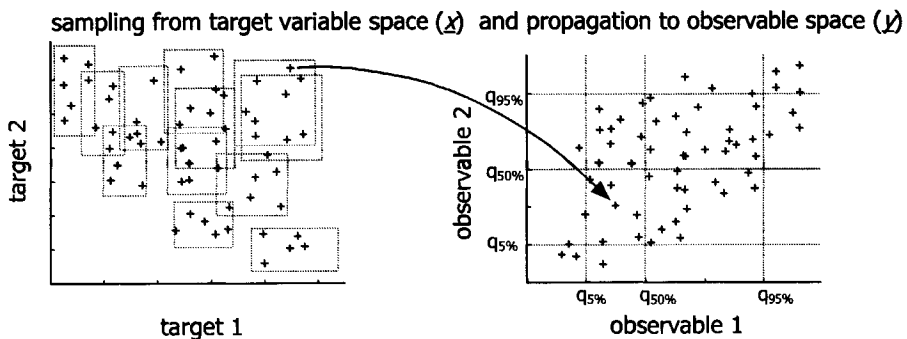 sampling from target variable space (x) and propagation to observable space (y)
target 2
target 1
observable 2
q95%
q50%
q5%
q5% q50% q95%
observable 1